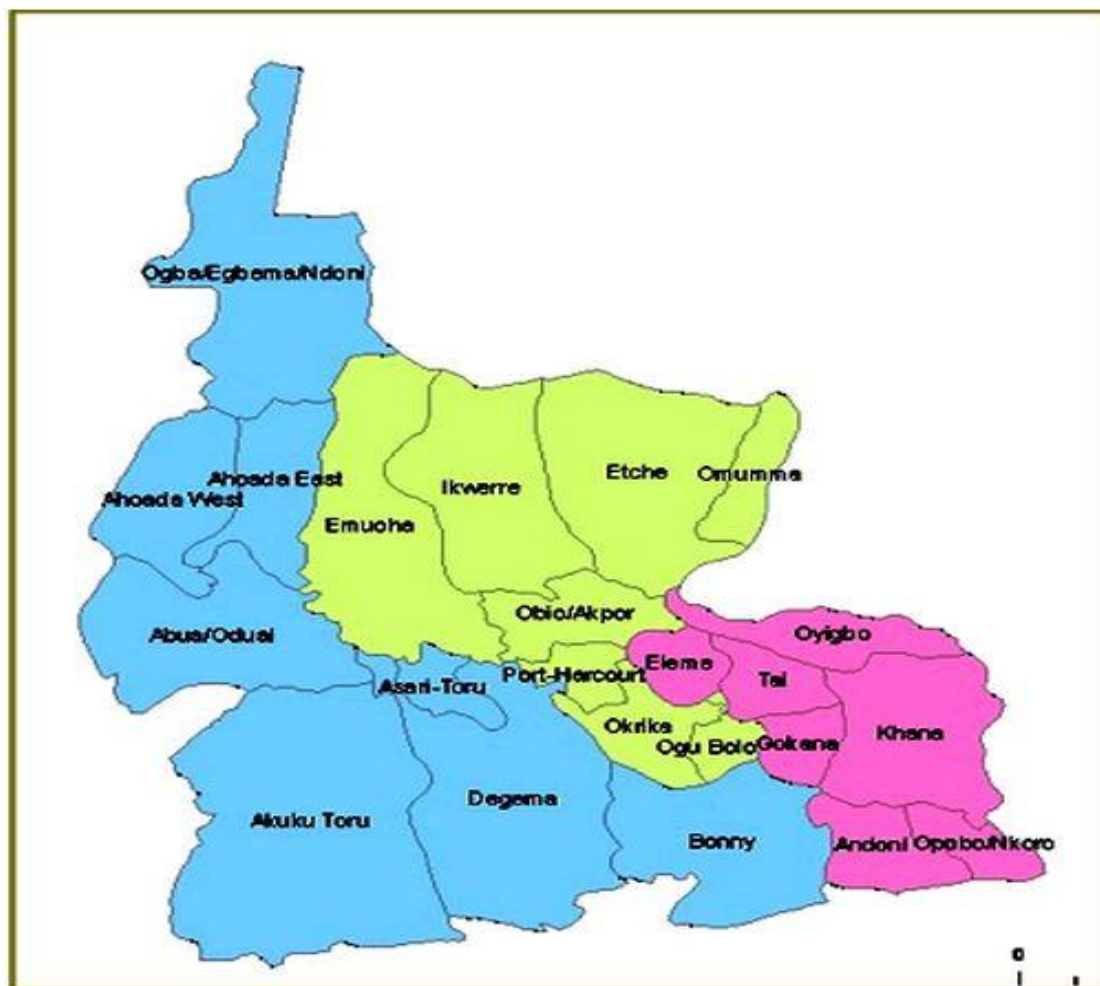 Ogba/Egbema/Ndoni
Ahoada East
Ahoada West
Emuoha
Ikwerre
Etche
Omumma
Obio/Akpor
Abua/Odual
Oyigbo
Eleme
Tai
Port-Harcourt
Asari-Toru
Okrika
Ogu Bolo
Gokana
Khana
Degema
Akuku Toru
Bonny
Andoni
Opobo/Nkoro
0